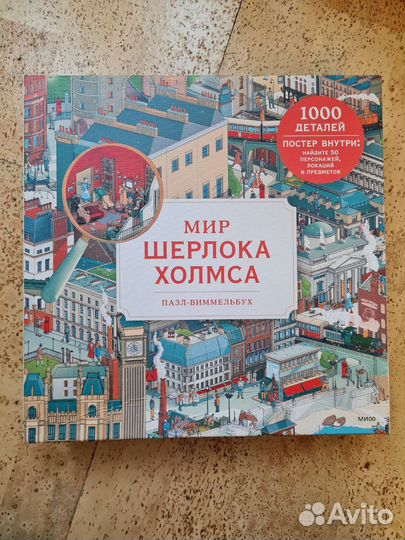 1000
ДЕТАЛЕЙ
ПОСТЕР ВНУТРИ:
НАЙДИТЕ 50
ПЕРСОНАЖЕЙ,
ЛОКАЦИЙ
И ПРЕДМЕТОВ
МИР
ШЕРЛОКА
ХОЛМСА
ПАЗЛ-ВИММЕЛЬБУХ
МИФ
Avito